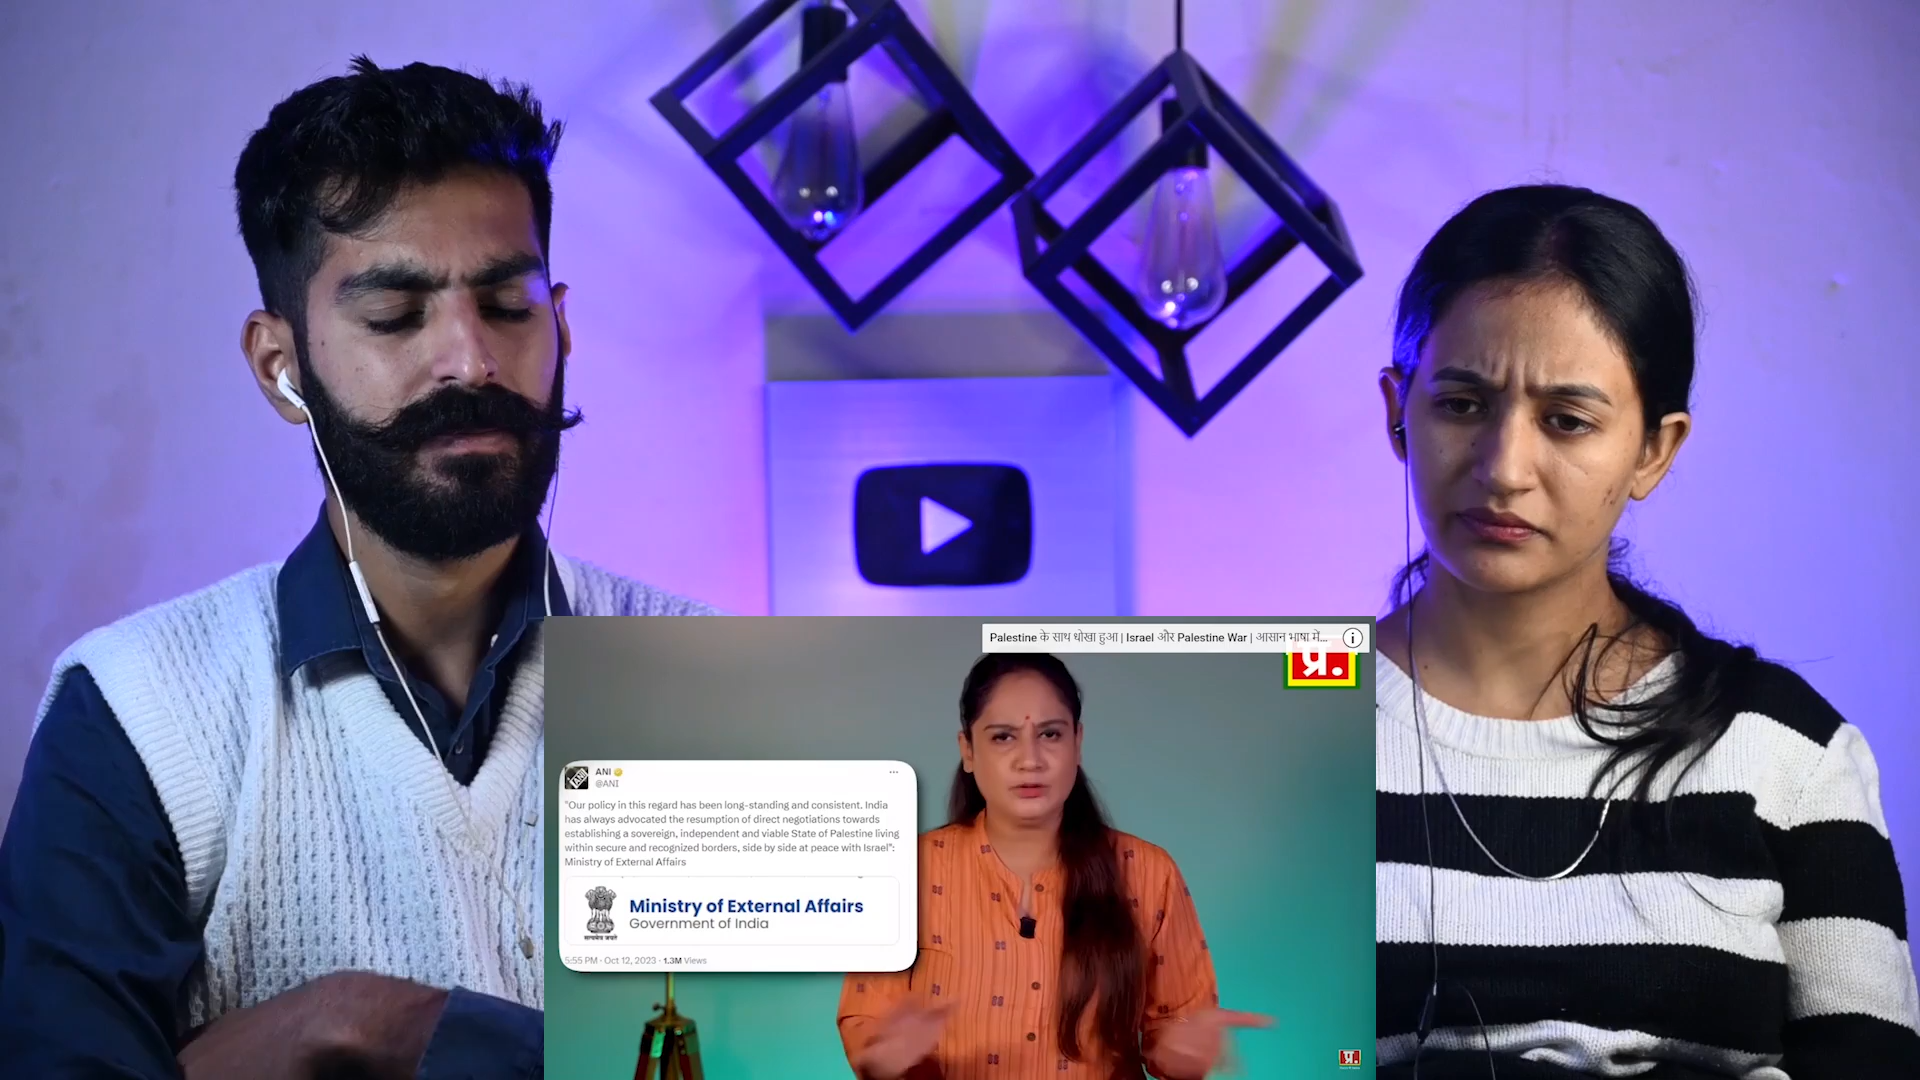 Palestine के साथ धोखा हुआ | Israel और Palestine War | आसान भाषा में...
प्र.
ANI
@ANI
"Our policy in this regard has been long-standing and consistent. India
has always advocated the resumption of direct negotiations towards
establishing a sovereign, independent and viable State of Palestine living
within secure and recognized borders, side by side at peace with Israel":
Ministry of External Affairs
Ministry of External Affairs
Government of India
सत्यमेव जयते
5:55 PM · Oct 12, 2023 · 1.3M Views
प्र.